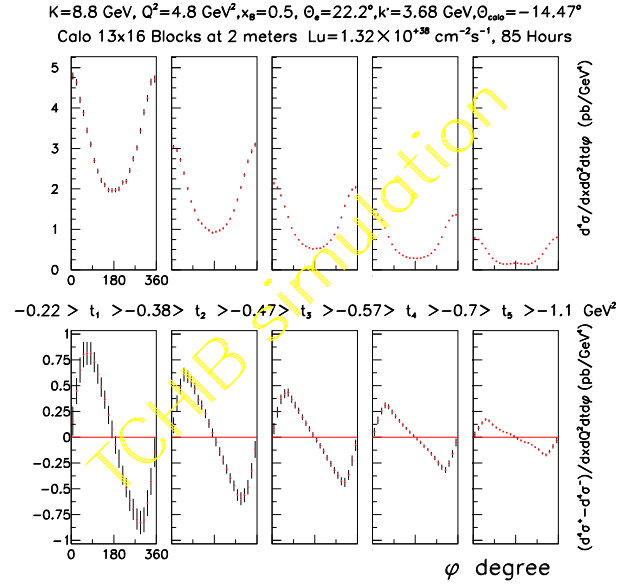 K=8.8 GeV, Q²=4.8 GeV²,x_B=0.5, Θ_e=22.2°,k'=3.68 GeV,Θ_calo=−14.47°
Calo 13x16 Blocks at 2 meters Lu=1.32×10⁺³⁸ cm⁻²s⁻¹, 85 Hours
5
4
3
2
1
0
0 180 360
d⁴σ/dxdQ²dtdφ (pb/GeV⁴)
−0.22 > t₁ >−0.38> t₂ >−0.47> t₃ >−0.57> t₄ >−0.7> t₅ >−1.1 GeV²
1
0.75
0.5
0.25
0
−0.25
−0.5
−0.75
−1
0 180 360
(d⁴σ⁺−d⁴σ⁻)/dxdQ²dtdφ (pb/GeV⁴)
φ degree
TCHIB simulation